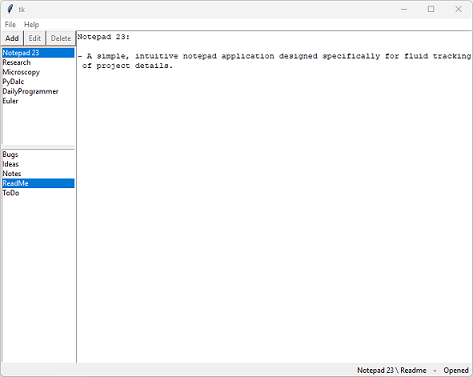 tk
File Help
Add Edit Delete
Notepad 23
Research
Microscopy
PyDalc
DailyProgrammer
Euler
Bugs
Ideas
Notes
ReadMe
ToDo
Notepad 23:
- A simple, intuitive notepad application designed specifically for fluid tracking
of project details.
Notepad 23 \ Readme - Opened